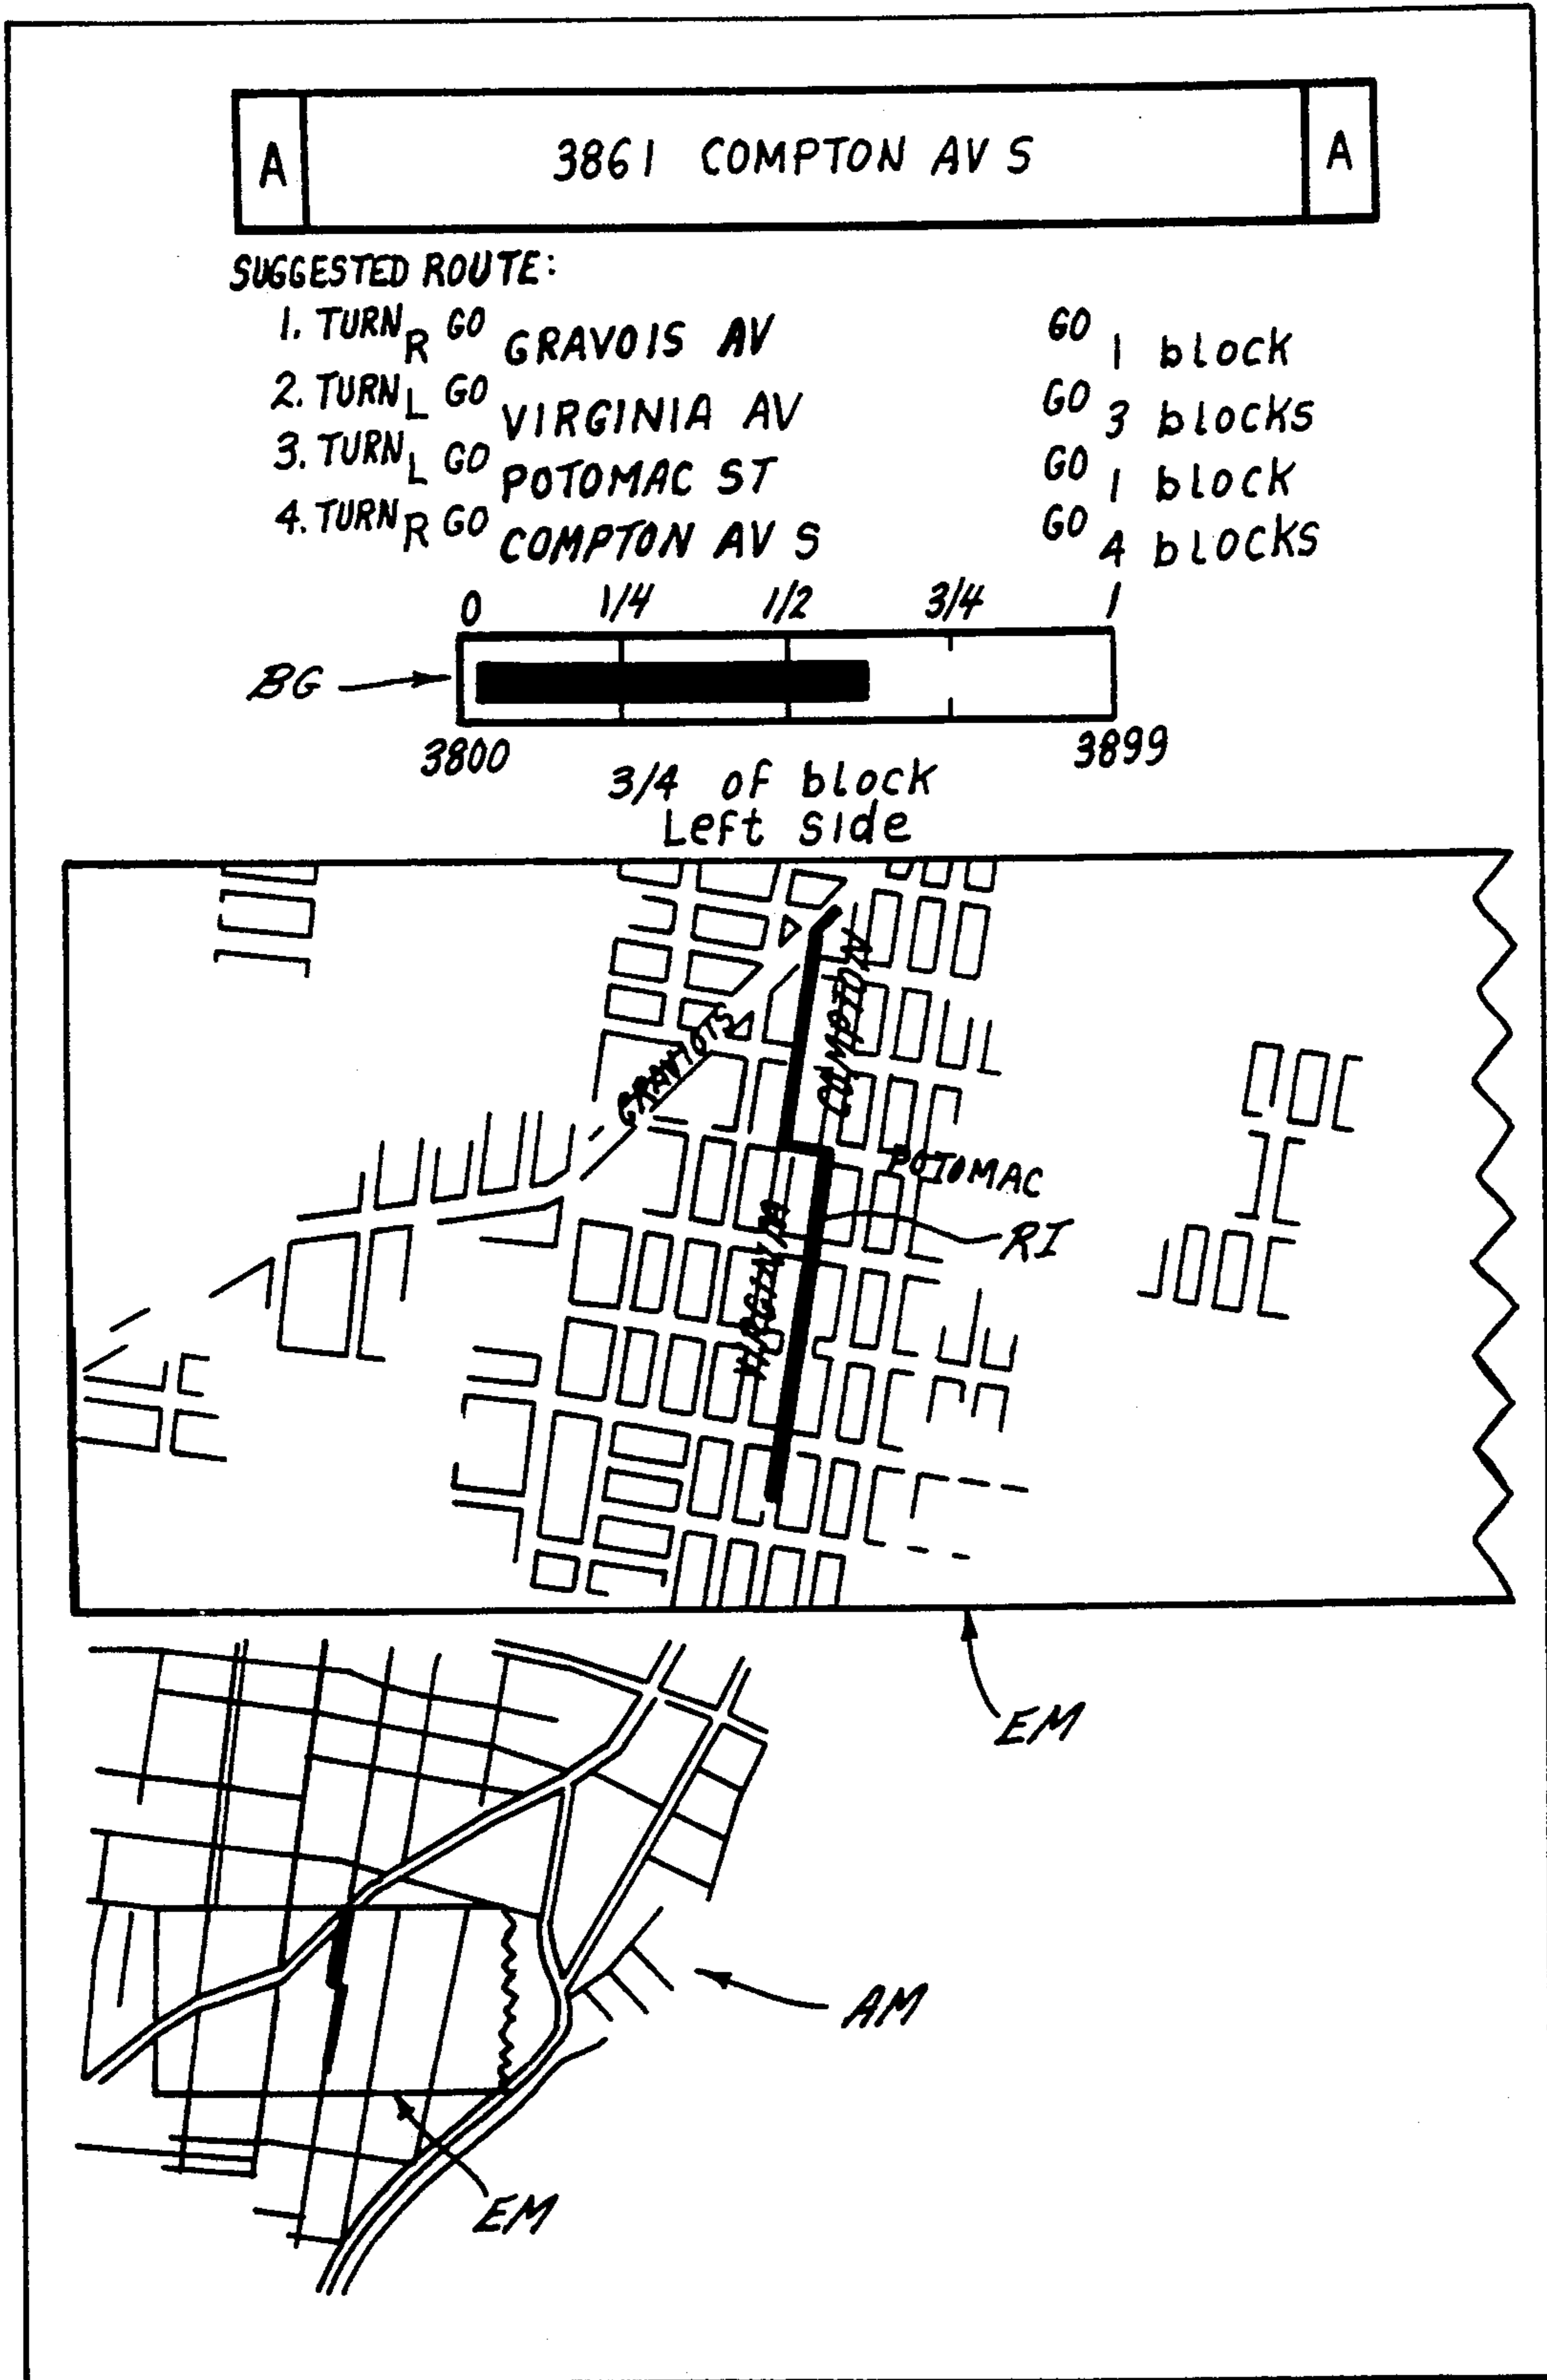 A 3861 COMPTON AV S A
SUGGESTED ROUTE:
1. TURN R GO GRAVOIS AV GO 1 block
2. TURN L GO VIRGINIA AV GO 3 blocks
3. TURN L GO POTOMAC ST GO 1 block
4. TURN R GO COMPTON AV S GO 4 blocks
0 1/4 1/2 3/4 1
BG
3800 3899
3/4 of block
Left side
GRAVIOTS
COMPTON
POTOMAC
VIRGINIA
RI
EM
AM
EM